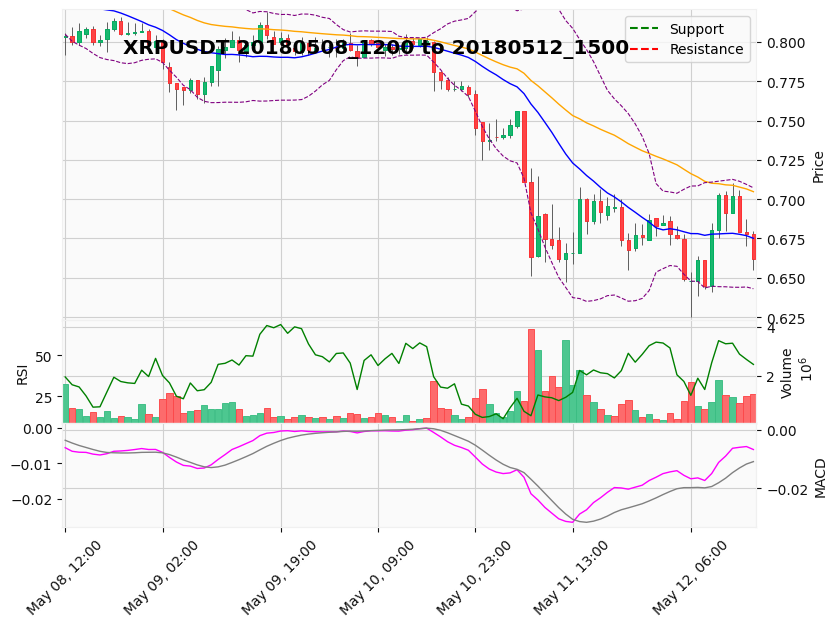 XRPUSDT 20180508_1200 to 20180512_1500
Support
Resistance
0.800
0.775
0.750
0.725
0.700
0.675
0.650
0.625
Price
50
25
RSI
4
2
Volume
10^6
0.00
−0.01
−0.02
0.00
−0.02
MACD
May 08, 12:00
May 09, 02:00
May 09, 19:00
May 10, 09:00
May 10, 23:00
May 11, 13:00
May 12, 06:00